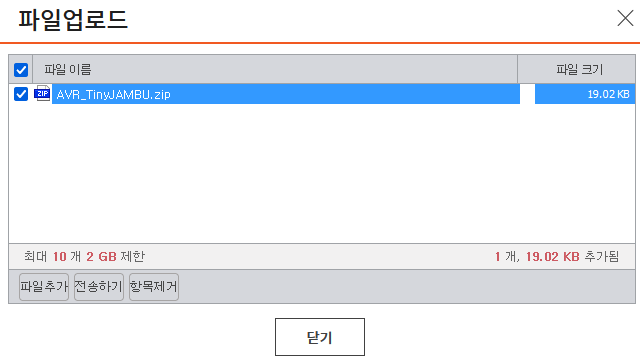 파일업로드
파일 이름 파일 크기
ZIP AVR_TinyJAMBU.zip 19.02 KB
최대 10 개 2 GB 제한 1 개, 19.02 KB 추가됨
파일추가 전송하기 항목제거
닫기